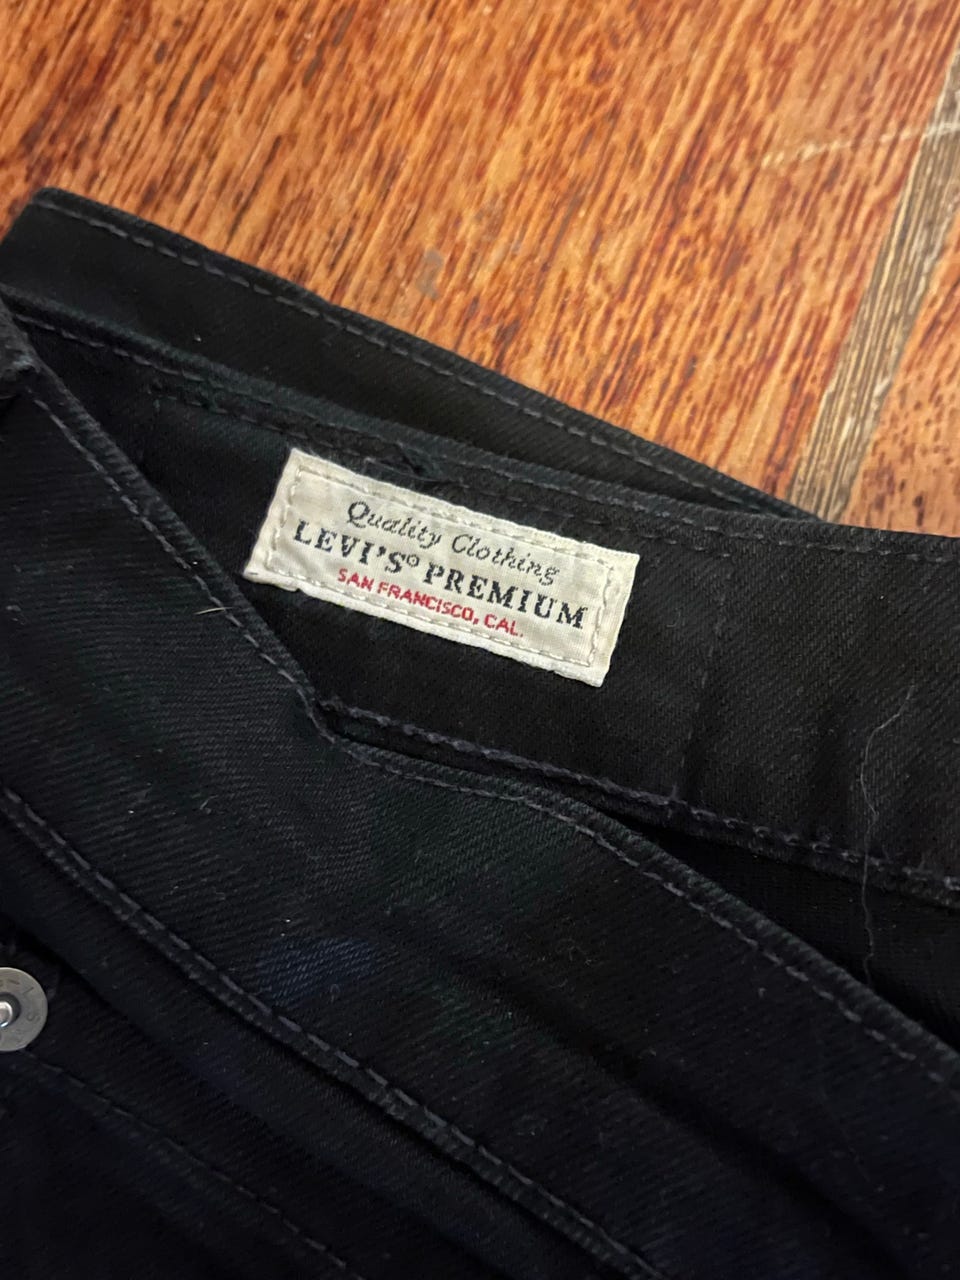 Quality Clothing
LEVI'S® PREMIUM
SAN FRANCISCO, CAL.